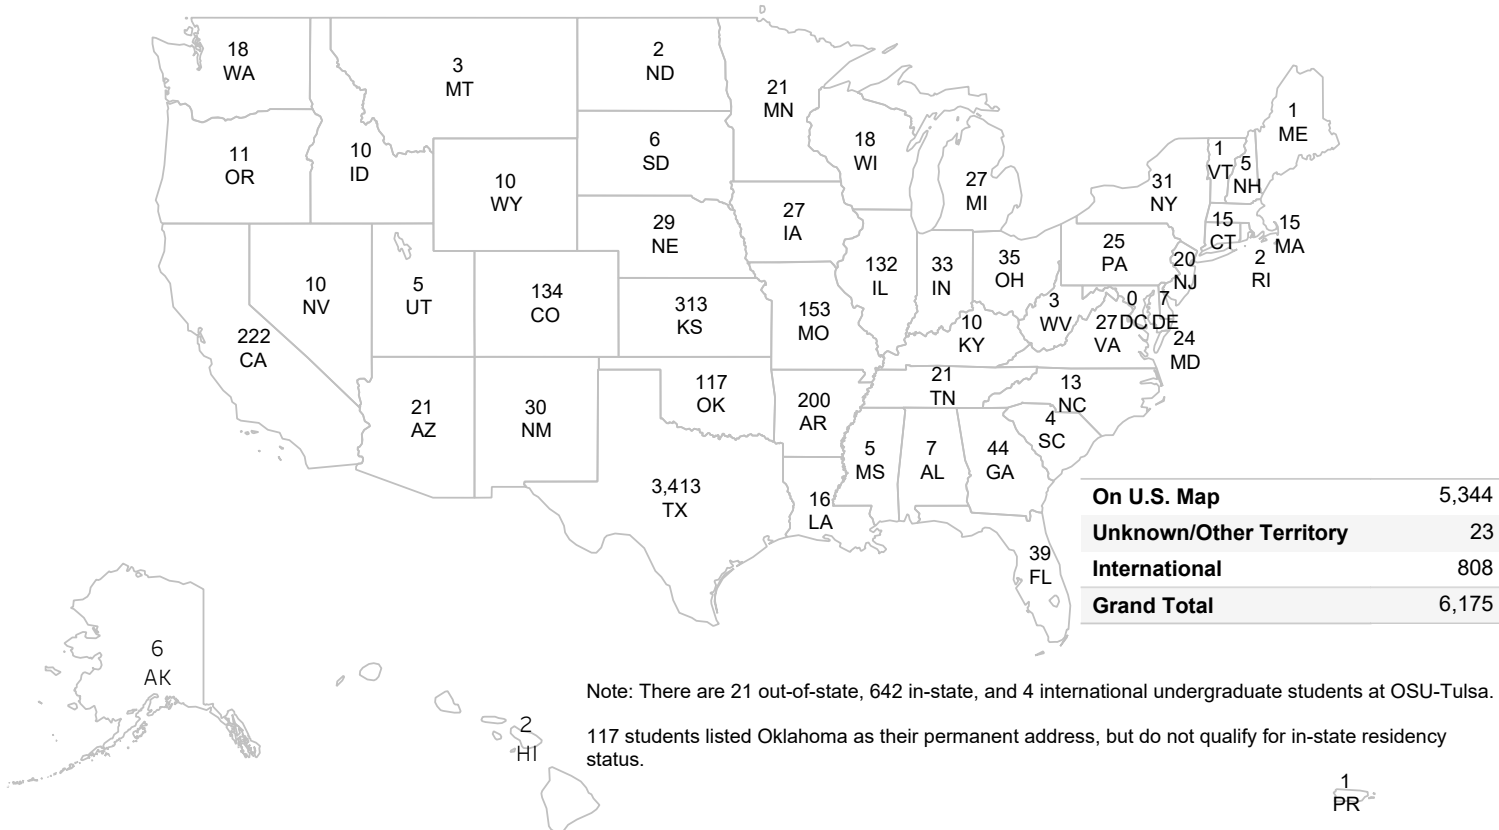 18
WA
3
MT
2
ND
21
MN
1
ME
11
OR
10
ID
10
WY
6
SD
18
WI
27
MI
31
NY
1
VT
5
NH
29
NE
27
IA
15
CT
15
MA
2
RI
10
NV
5
UT
134
CO
132
IL
33
IN
35
OH
25
PA
20
NJ
222
CA
313
KS
153
MO
10
KY
3
WV
27
VA
0
DC
7
DE
24
MD
21
AZ
30
NM
117
OK
200
AR
21
TN
13
NC
4
SC
3,413
TX
16
LA
5
MS
7
AL
44
GA
39
FL
On U.S. Map 5,344
Unknown/Other Territory 23
International 808
Grand Total 6,175
6
AK
2
HI
Note: There are 21 out-of-state, 642 in-state, and 4 international undergraduate students at OSU-Tulsa.
117 students listed Oklahoma as their permanent address, but do not qualify for in-state residency
status.
1
PR